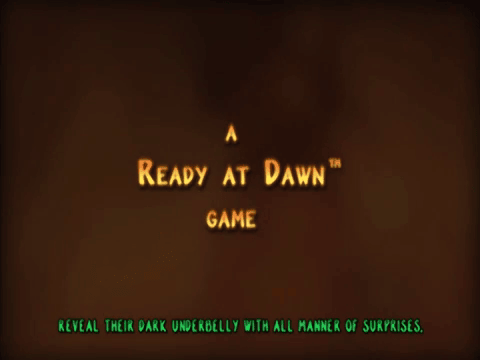 A
READY AT DAWN™
GAME
REVEAL THEIR DARK UNDERBELLY WITH ALL MANNER OF SURPRISES.